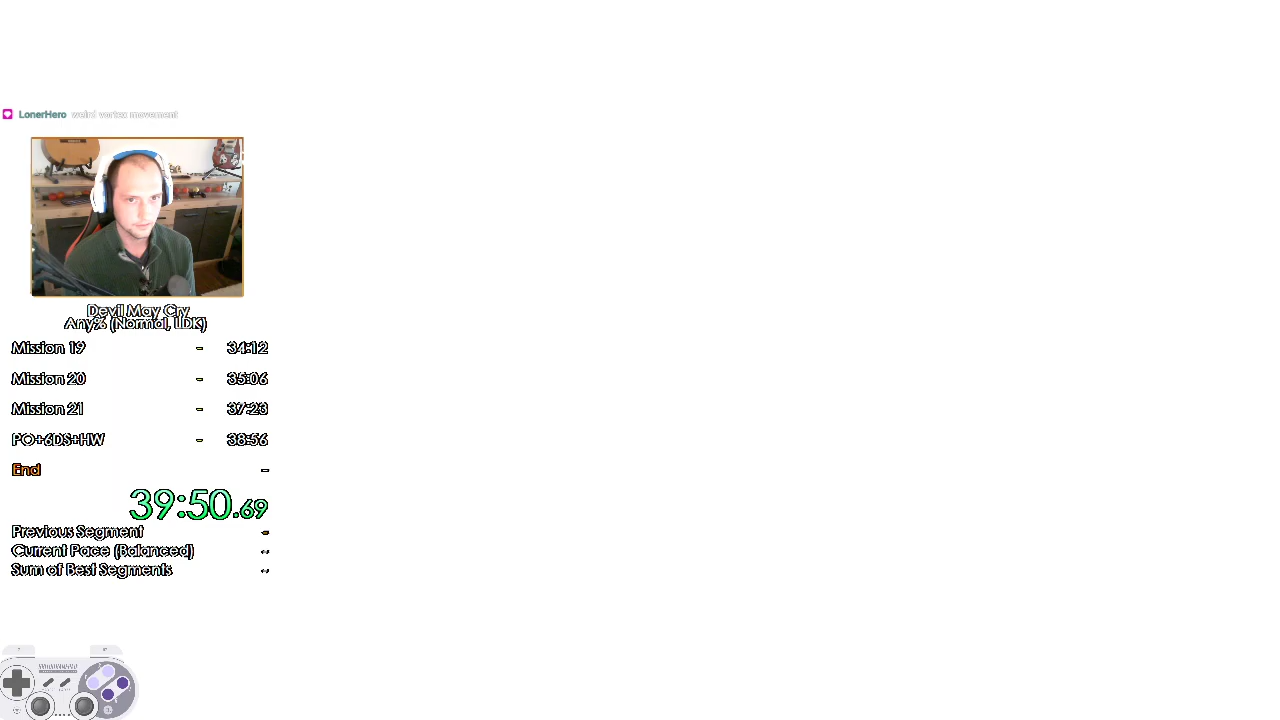 LonerHero weird vortex movement
Devil May Cry
Any% (Normal, LDK)
Mission 19 - 34:12
Mission 20 - 35:06
Mission 21 - 37:23
PO+6DS+HW - 38:56
End -
39:50.69
Previous Segment -
Current Pace (Balanced) -
Sum of Best Segments -